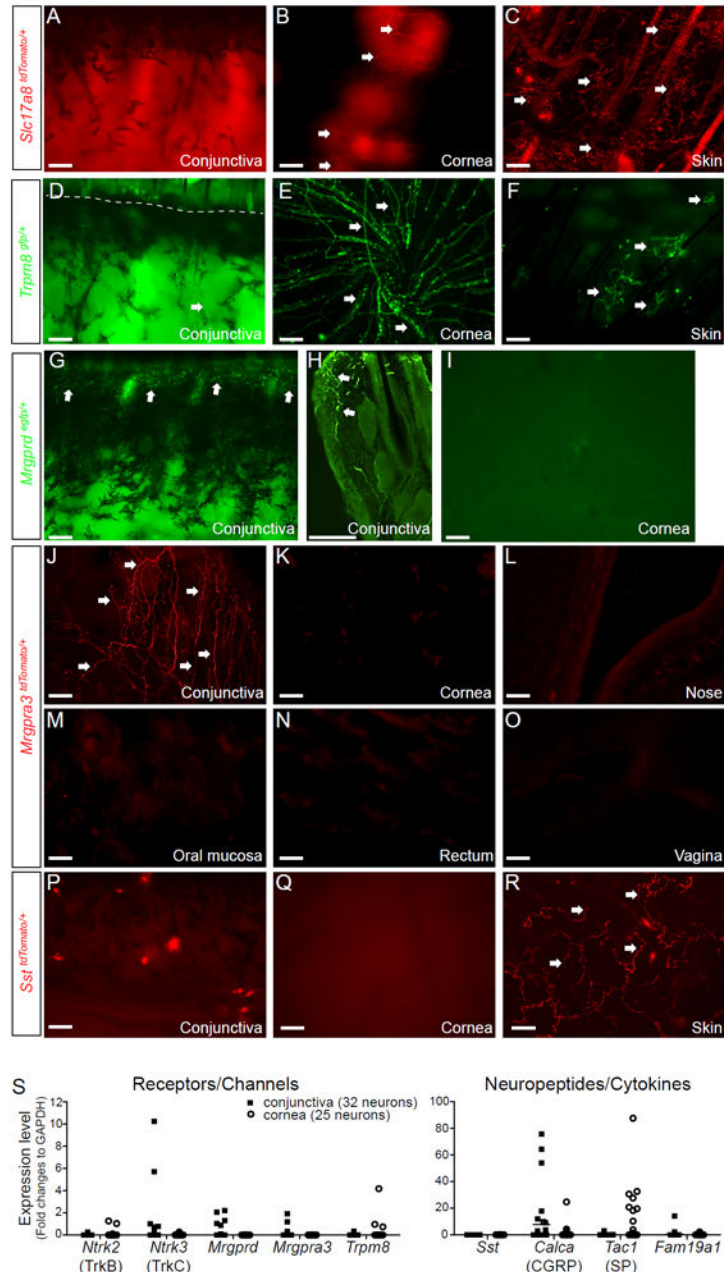 Slc17a8 tdTomato/+
A
Conjunctiva
B
Cornea
C
Skin
Trpm8 gfp/+
D
Conjunctiva
E
Cornea
F
Skin
Mrgprd egfp/+
G
Conjunctiva
H
Conjunctiva
I
Cornea
Mrgpra3 tdTomato/+
J
Conjunctiva
K
Cornea
L
Nose
M
Oral mucosa
N
Rectum
O
Vagina
Sst tdTomato/+
P
Conjunctiva
Q
Cornea
R
Skin
S
Receptors/Channels
Neuropeptides/Cytokines
conjunctiva (32 neurons)
cornea (25 neurons)
Expression level
(Fold changes to GAPDH)
12
10
8
6
4
2
0
Ntrk2
(TrkB)
Ntrk3
(TrkC)
Mrgprd
Mrgpra3
Trpm8
100
80
60
40
20
0
Sst
Calca
(CGRP)
Tac1
(SP)
Fam19a1